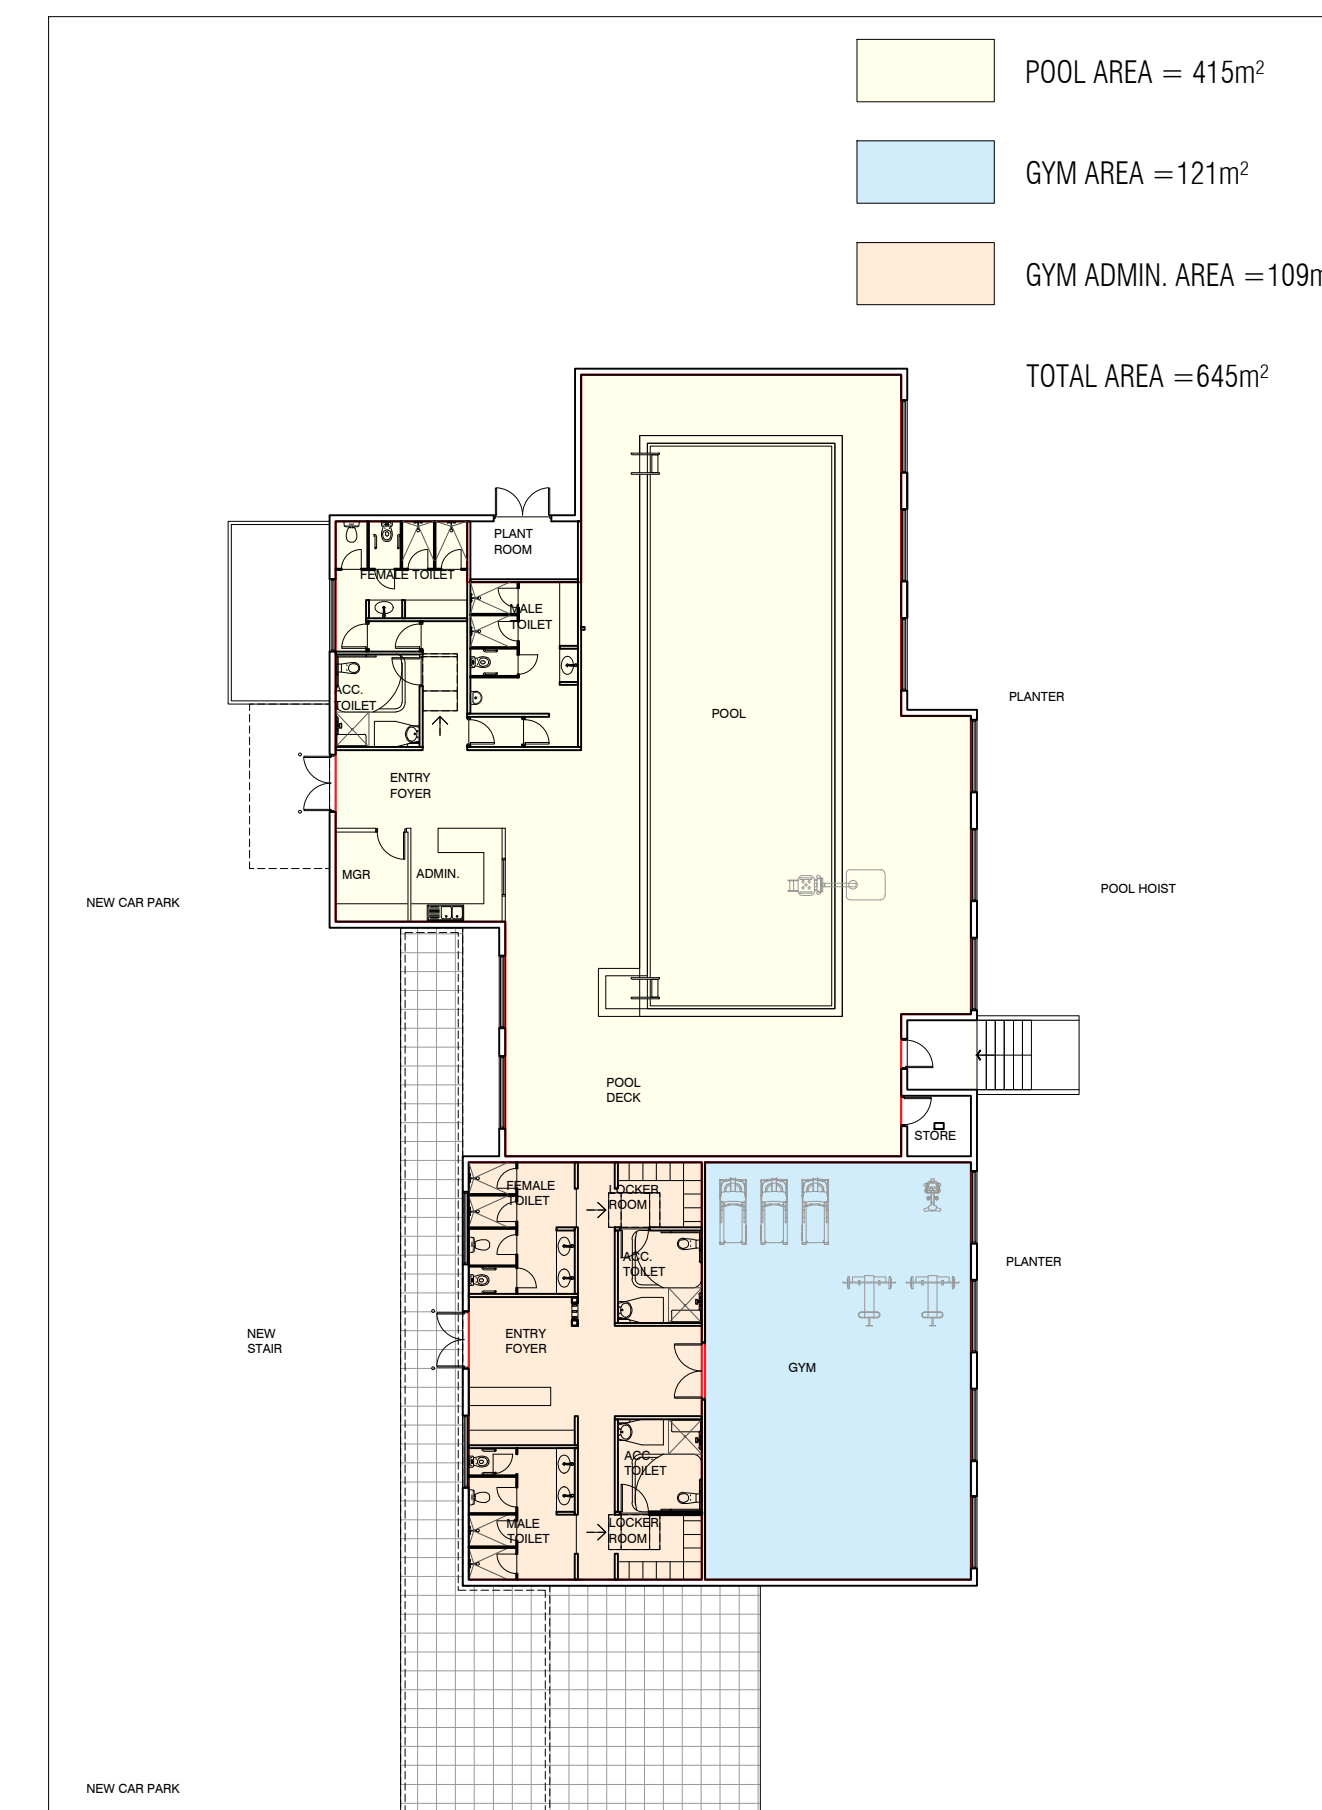 POOL AREA = 415m²
GYM AREA =121m²
GYM ADMIN. AREA =109m
TOTAL AREA =645m²
PLANT
ROOM
FEMALE TOILET
MALE
TOILET
ACC.
TOILET
PLANTER
POOL
ENTRY
FOYER
MGR
ADMIN.
POOL HOIST
NEW CAR PARK
POOL
DECK
STORE
FEMALE
TOILET
LOCKER
ROOM
ACC.
TOILET
PLANTER
NEW
STAIR
ENTRY
FOYER
GYM
ACC.
TOILET
MALE
TOILET
LOCKER
ROOM
NEW CAR PARK